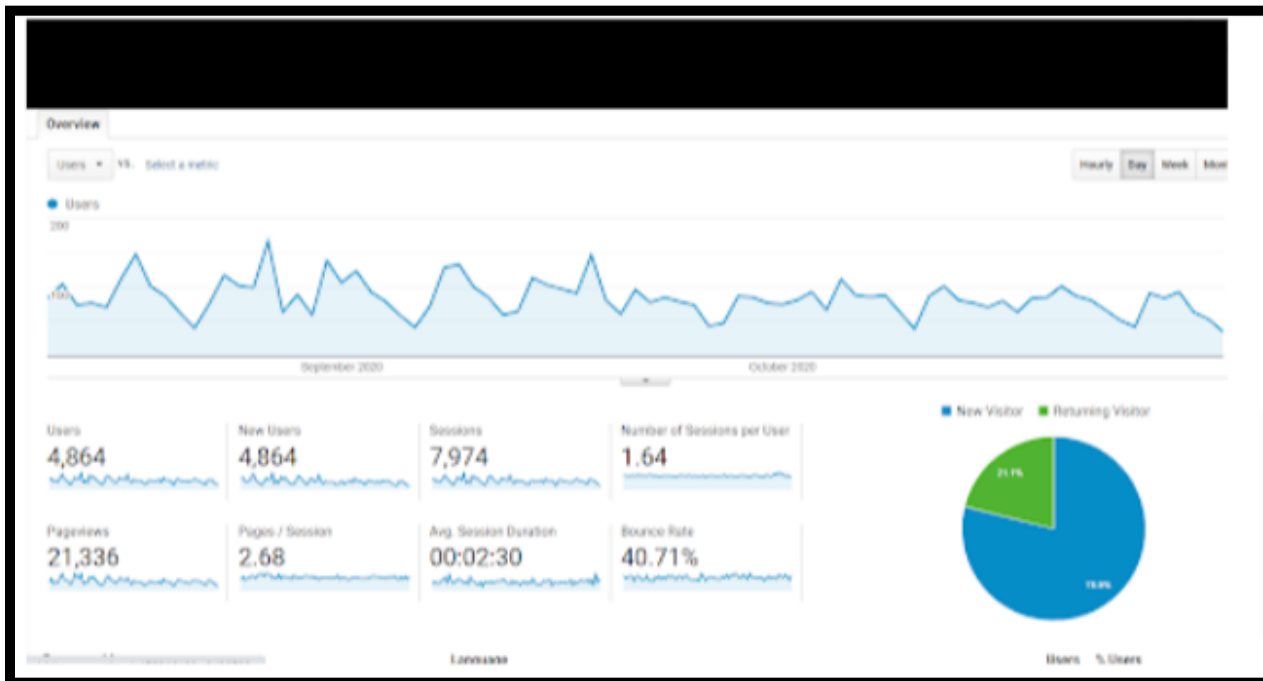 Overview
Users vs. Select a metric
Hourly Day Week Mon
Users
200
100
September 2020 October 2020
New Visitor Returning Visitor
Users New Users Sessions Number of Sessions per User
4,864 4,864 7,974 1.64
21.1%
Pageviews Pages / Session Avg. Session Duration Bounce Rate
21,336 2.68 00:02:30 40.71%
Language Users % Users